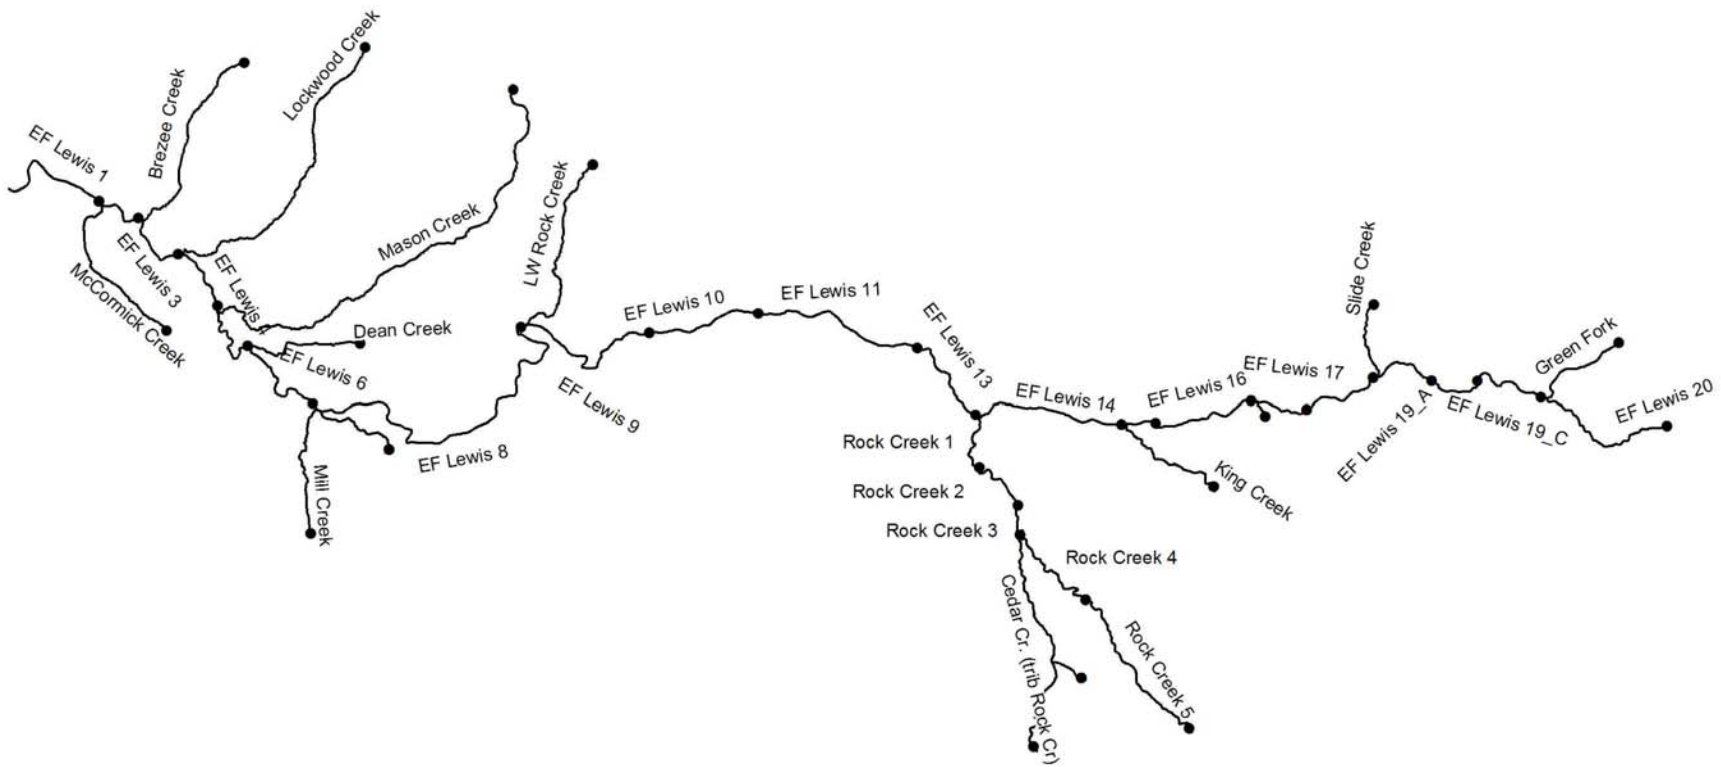 Lockwood Creek
Brezee Creek
EF Lewis 1
McCormick Creek
EF Lewis 3
EF Lewis
Mason Creek
LW Rock Creek
Dean Creek
EF Lewis 6
Mill Creek
EF Lewis 8
EF Lewis 9
EF Lewis 10
EF Lewis 11
EF Lewis 13
EF Lewis 14
EF Lewis 16
EF Lewis 17
Slide Creek
Green Fork
EF Lewis 19_A
EF Lewis 19_C
EF Lewis 20
King Creek
Rock Creek 1
Rock Creek 2
Rock Creek 3
Rock Creek 4
Cedar Cr. (trib Rock Cr)
Rock Creek 5